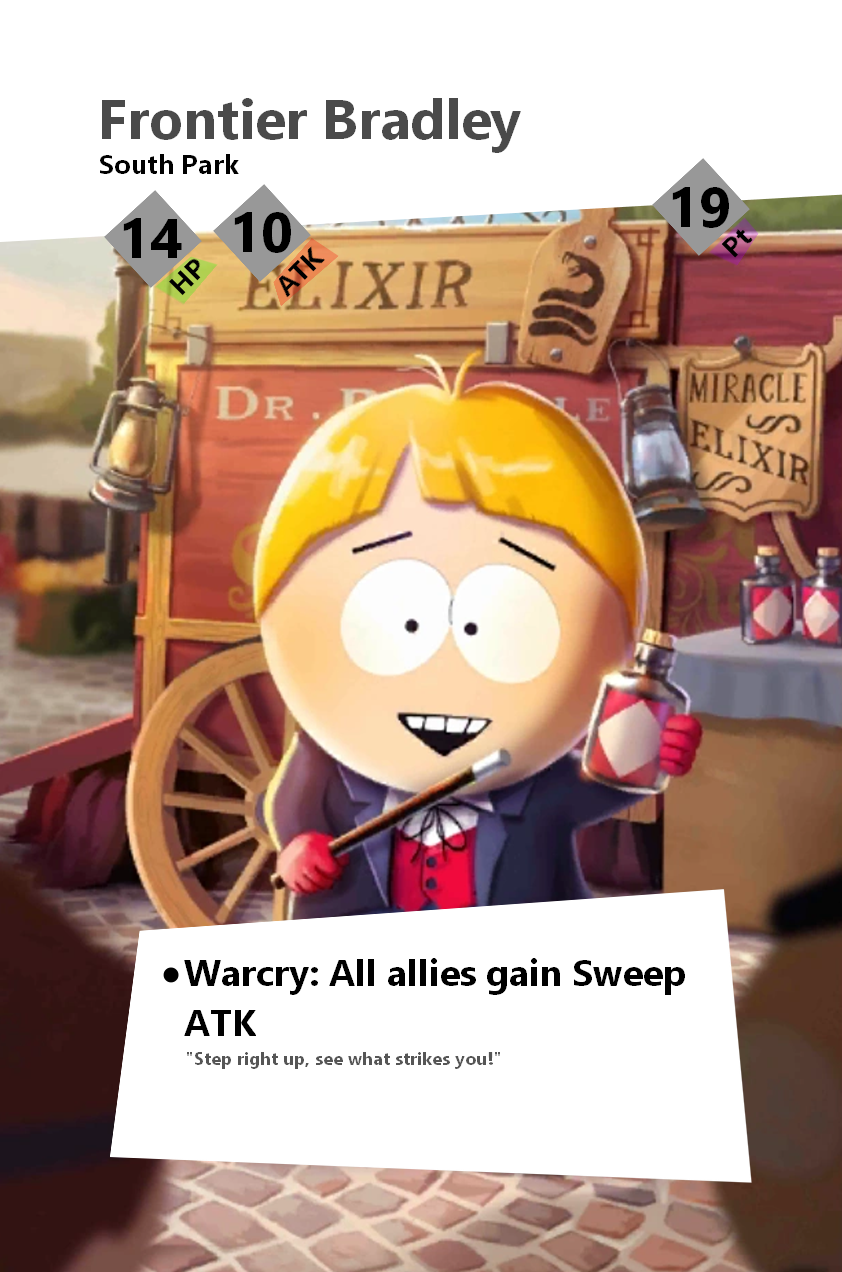 Frontier Bradley
South Park
14 HP
10 ATK
19 Pt
ELIXIR
DR.
MIRACLE
ELIXIR
●Warcry: All allies gain Sweep
ATK
"Step right up, see what strikes you!"